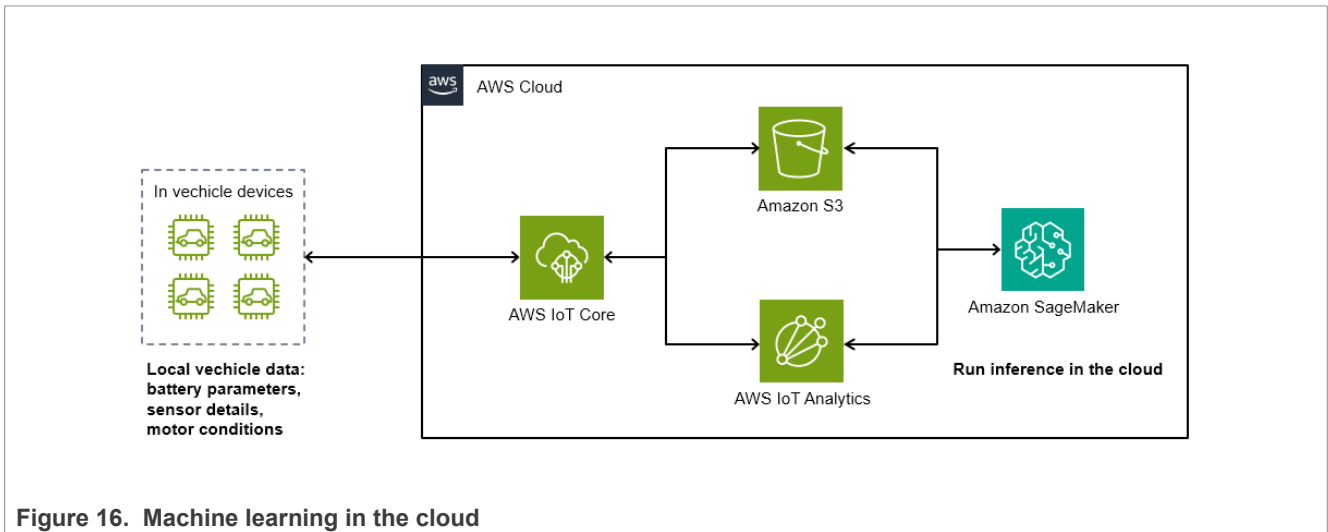 aws
AWS Cloud
In vechicle devices
Amazon S3
AWS IoT Core
Amazon SageMaker
Local vechicle data:
battery parameters,
sensor details,
motor conditions
Run inference in the cloud
AWS IoT Analytics
Figure 16. Machine learning in the cloud